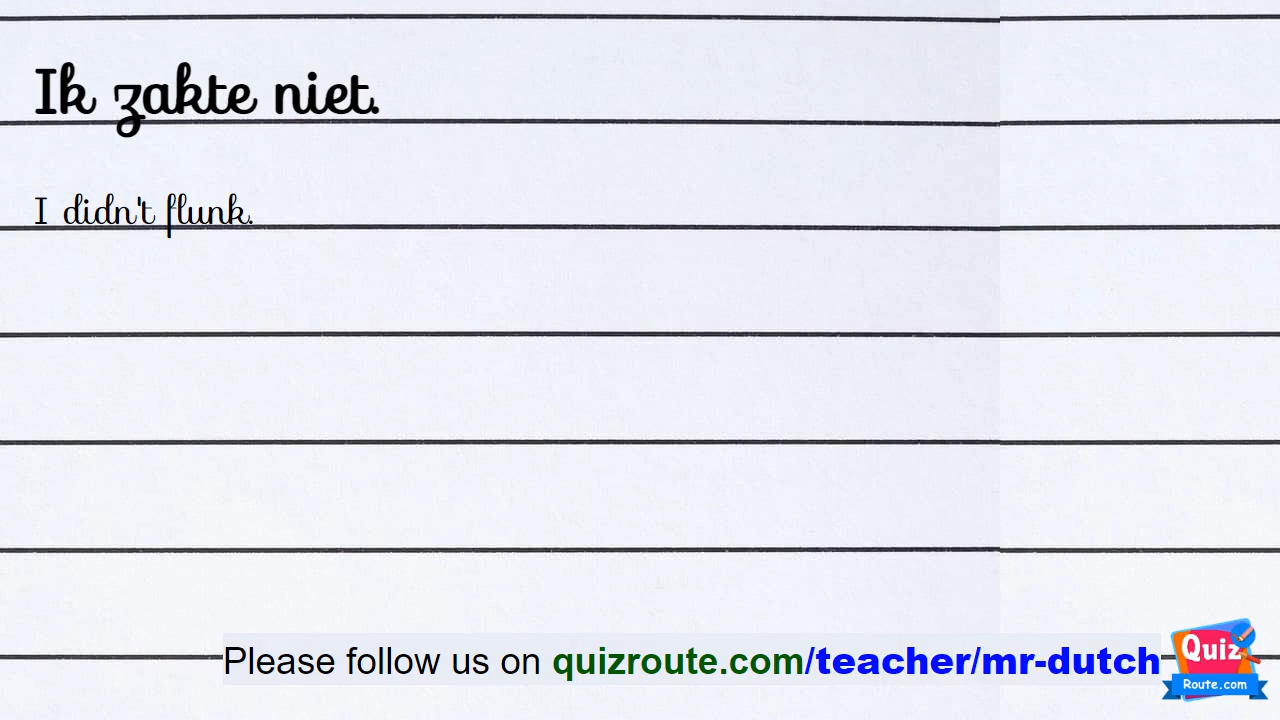 Ik zakte niet.
I didn't flunk.
Please follow us on quizroute.com/teacher/mr-dutch
Quiz
Route.com